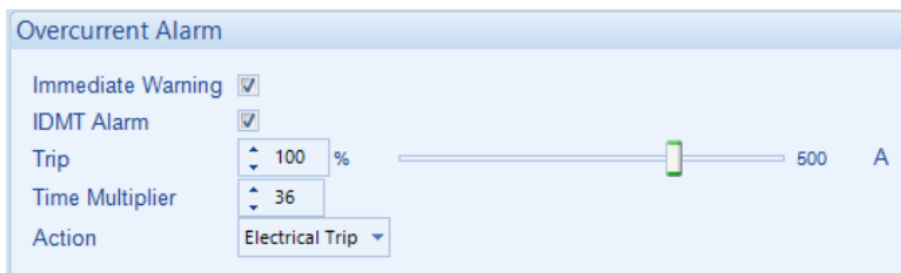 Overcurrent Alarm
Immediate Warning
IDMT Alarm
Trip 100 % 500 A
Time Multiplier 36
Action Electrical Trip